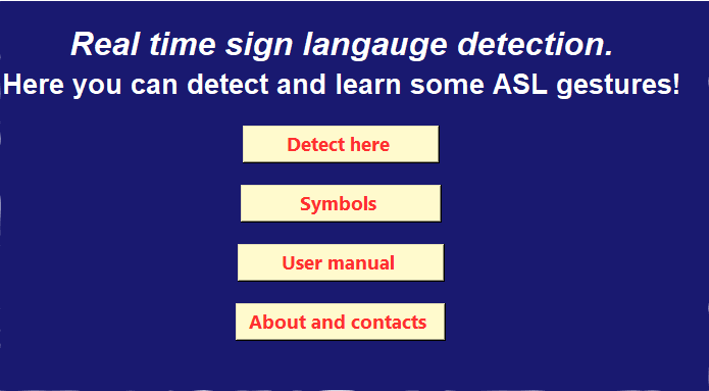 Real time sign langauge detection.
Here you can detect and learn some ASL gestures!
Detect here
Symbols
User manual
About and contacts